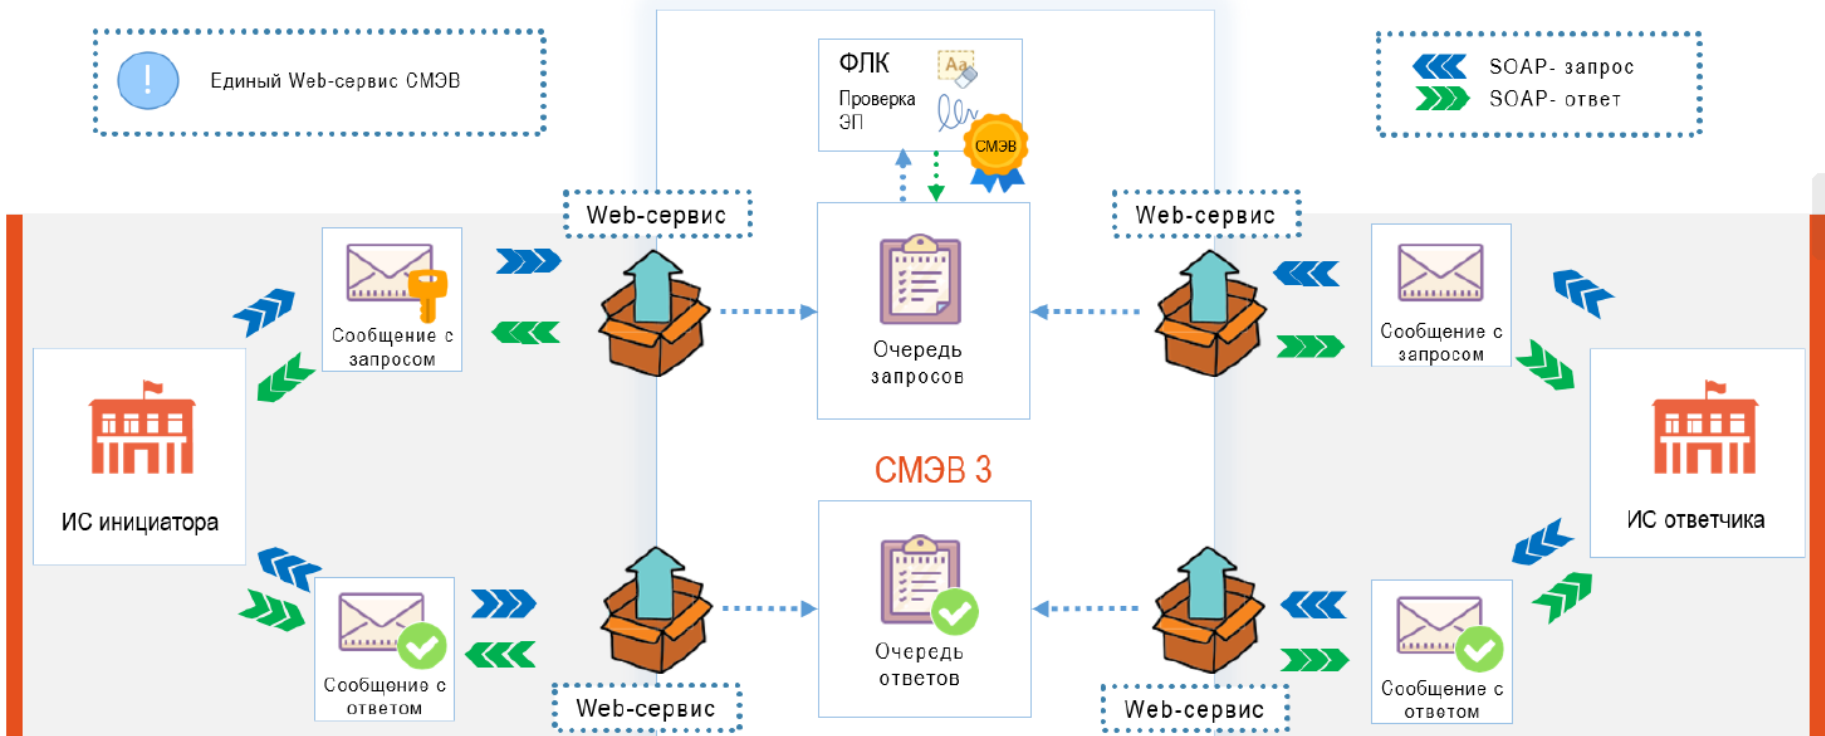 Единый Web-сервис СМЭВ
ФЛК
Aa
Проверка
ЭП
СМЭВ
SOAP- запрос
SOAP- ответ
Web-сервис
Web-сервис
Сообщение с
запросом
Очередь
запросов
Сообщение с
запросом
ИС инициатора
СМЭВ 3
ИС ответчика
Сообщение с
ответом
Очередь
ответов
Сообщение с
ответом
Web-сервис
Web-сервис